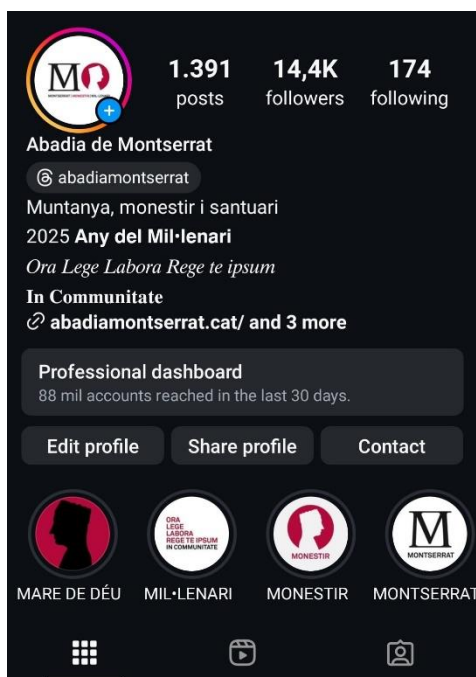 MO
1.391 14,4K 174
posts followers following
Abadia de Montserrat
abadiamontserrat
Muntanya, monestir i santuari
2025 Any del Mil·lenari
Ora Lege Labora Rege te ipsum
In Communitate
abadiamontserrat.cat/ and 3 more
Professional dashboard
88 mil accounts reached in the last 30 days.
Edit profile Share profile Contact
ORA
LEGE
LABORA
REGE TE IPSUM
IN COMMUNITATE
MONESTIR
M
MONTSERRAT
MARE DE DÉU MIL·LENARI MONESTIR MONTSERRAT